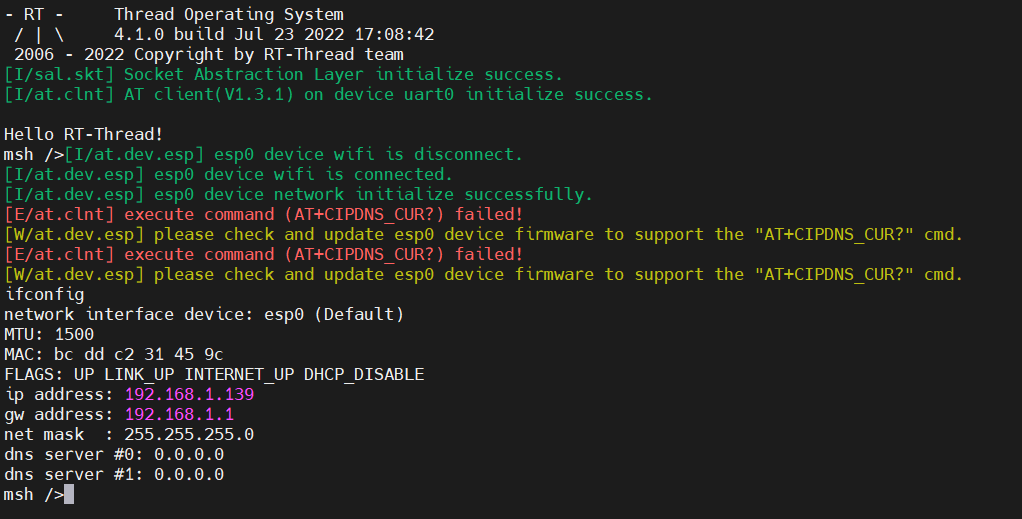 - RT -     Thread Operating System
 / | \     4.1.0 build Jul 23 2022 17:08:42
 2006 - 2022 Copyright by RT-Thread team
[I/sal.skt] Socket Abstraction Layer initialize success.
[I/at.clnt] AT client(V1.3.1) on device uart0 initialize success.

Hello RT-Thread!
msh />[I/at.dev.esp] esp0 device wifi is disconnect.
[I/at.dev.esp] esp0 device wifi is connected.
[I/at.dev.esp] esp0 device network initialize successfully.
[E/at.clnt] execute command (AT+CIPDNS_CUR?) failed!
[W/at.dev.esp] please check and update esp0 device firmware to support the "AT+CIPDNS_CUR?" cmd.
[E/at.clnt] execute command (AT+CIPDNS_CUR?) failed!
[W/at.dev.esp] please check and update esp0 device firmware to support the "AT+CIPDNS_CUR?" cmd.
ifconfig
network interface device: esp0 (Default)
MTU: 1500
MAC: bc dd c2 31 45 9c
FLAGS: UP LINK_UP INTERNET_UP DHCP_DISABLE
ip address: 192.168.1.139
gw address: 192.168.1.1
net mask  : 255.255.255.0
dns server #0: 0.0.0.0
dns server #1: 0.0.0.0
msh />